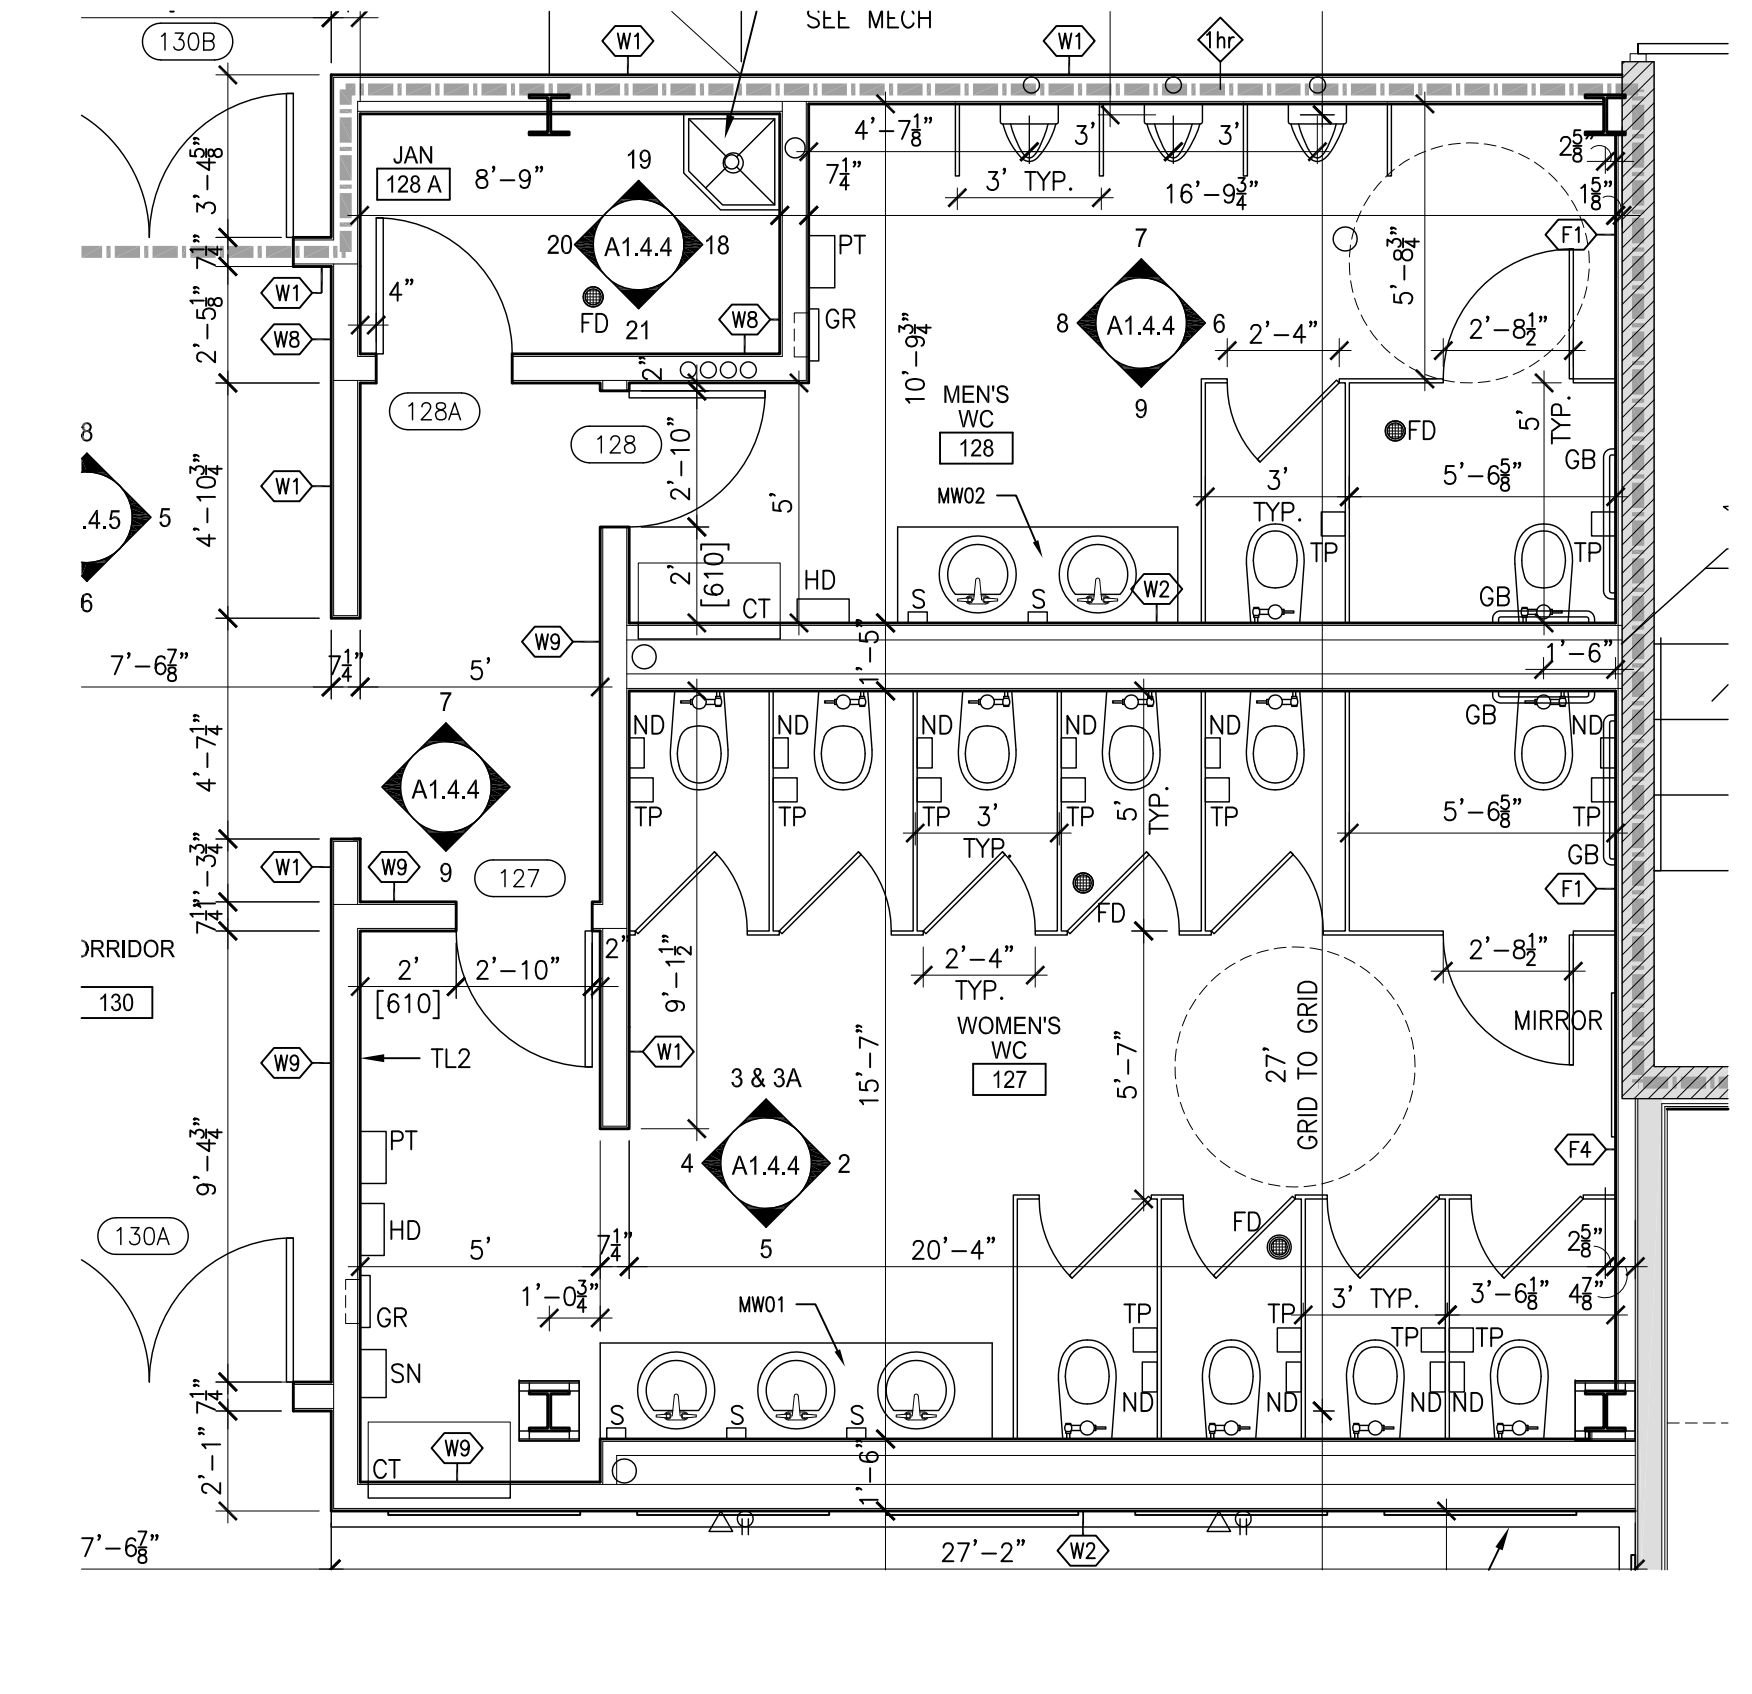 SEE MECH
130B
W1
W1
1hr
3'-4 5/8"
JAN
128 A
8'-9"
19
20
A1.4.4
18
21
FD
4'-7 1/8"
3'
3'
7 1/4"
3' TYP.
16'-9 3/4"
2 5/8"
1 5/8"
F1
PT
GR
7
8
A1.4.4
6
9
5'-8 3/4"
7 1/4"
W1
4"
2'-5 1/8"
W8
W8
2"
10'-9 3/4"
2'-4"
2'-8 1/2"
128A
128
MEN'S
WC
128
2'-10"
5'
TYP.
FD
GB
8
.4.5
5
6
4'-10 3/4"
W1
5'
MW02
3'
TYP.
5'-6 5/8"
TP
TP
2'
[610]
HD
CT
S
S
W2
GB
W9
1'-5"
1'-6"
7'-6 7/8"
7 1/4"
5'
7
A1.4.4
9
4'-7 1/4"
ND
ND
ND
ND
ND
GB
ND
TP
TP
TP
TP
TP
TP
3'
TYP.
5'
TYP.
5'-6 5/8"
GB
F1
1'-3 3/4"
W1
W9
127
FD
7 1/4"
ORRIDOR
130
2'
[610]
2'-10"
2"
9'-1 1/2"
2'-4"
TYP.
2'-8 1/2"
WOMEN'S
WC
127
MIRROR
27'
GRID TO GRID
W9
TL2
W1
15'-7"
5'-7"
3 & 3A
4
A1.4.4
2
5
F4
9'-4 3/4"
PT
HD
130A
5'
7 1/4"
20'-4"
FD
2 5/8"
1'-0 3/4"
MW01
3' TYP.
3'-6 1/8"
4 7/8"
GR
TP
TP
TP
TP
SN
ND
ND
ND
ND
7 1/4"
S
S
S
W9
CT
2'-1"
1'-6"
7'-6 7/8"
27'-2"
W2